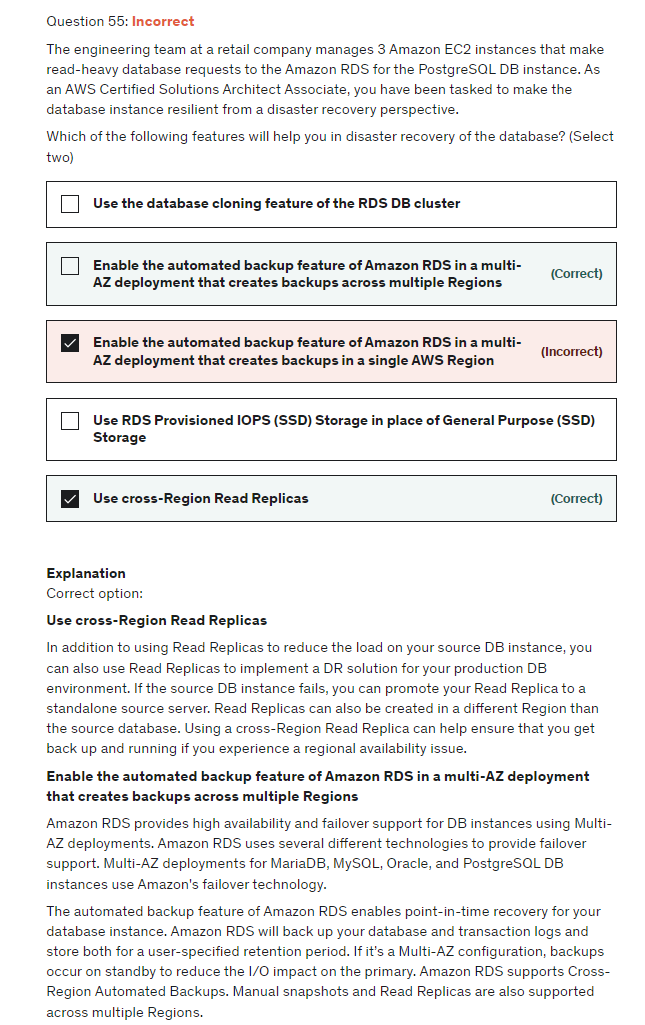 Question 55: Incorrect
The engineering team at a retail company manages 3 Amazon EC2 instances that make
read-heavy database requests to the Amazon RDS for the PostgreSQL DB instance. As
an AWS Certified Solutions Architect Associate, you have been tasked to make the
database instance resilient from a disaster recovery perspective.
Which of the following features will help you in disaster recovery of the database? (Select
two)
Use the database cloning feature of the RDS DB cluster
Enable the automated backup feature of Amazon RDS in a multi-
AZ deployment that creates backups across multiple Regions
(Correct)
Enable the automated backup feature of Amazon RDS in a multi-
AZ deployment that creates backups in a single AWS Region
(Incorrect)
Use RDS Provisioned IOPS (SSD) Storage in place of General Purpose (SSD)
Storage
Use cross-Region Read Replicas
(Correct)
Explanation
Correct option:
Use cross-Region Read Replicas
In addition to using Read Replicas to reduce the load on your source DB instance, you
can also use Read Replicas to implement a DR solution for your production DB
environment. If the source DB instance fails, you can promote your Read Replica to a
standalone source server. Read Replicas can also be created in a different Region than
the source database. Using a cross-Region Read Replica can help ensure that you get
back up and running if you experience a regional availability issue.
Enable the automated backup feature of Amazon RDS in a multi-AZ deployment
that creates backups across multiple Regions
Amazon RDS provides high availability and failover support for DB instances using Multi-
AZ deployments. Amazon RDS uses several different technologies to provide failover
support. Multi-AZ deployments for MariaDB, MySQL, Oracle, and PostgreSQL DB
instances use Amazon's failover technology.
The automated backup feature of Amazon RDS enables point-in-time recovery for your
database instance. Amazon RDS will back up your database and transaction logs and
store both for a user-specified retention period. If it's a Multi-AZ configuration, backups
occur on standby to reduce the I/O impact on the primary. Amazon RDS supports Cross-
Region Automated Backups. Manual snapshots and Read Replicas are also supported
across multiple Regions.